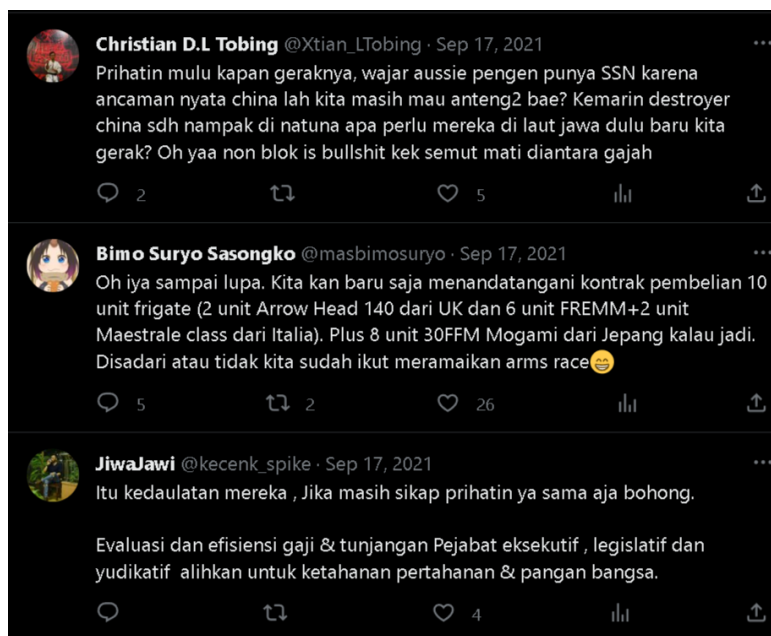 Christian D.L Tobing @Xtian_LTobing · Sep 17, 2021
Prihatin mulu kapan geraknya, wajar aussie pengen punya SSN karena
ancaman nyata china lah kita masih mau anteng2 bae? Kemarin destroyer
china sdh nampak di natuna apa perlu mereka di laut jawa dulu baru kita
gerak? Oh yaa non blok is bullshit kek semut mati diantara gajah
2 5
Bimo Suryo Sasongko @masbimosuryo · Sep 17, 2021
Oh iya sampai lupa. Kita kan baru saja menandatangani kontrak pembelian 10
unit frigate (2 unit Arrow Head 140 dari UK dan 6 unit FREMM+2 unit
Maestrale class dari Italia). Plus 8 unit 30FFM Mogami dari Jepang kalau jadi.
Disadari atau tidak kita sudah ikut meramaikan arms race😁
5 2 26
JiwaJawi @kecenk_spike · Sep 17, 2021
Itu kedaulatan mereka , Jika masih sikap prihatin ya sama aja bohong.
Evaluasi dan efisiensi gaji & tunjangan Pejabat eksekutif , legislatif dan
yudikatif alihkan untuk ketahanan pertahanan & pangan bangsa.
4